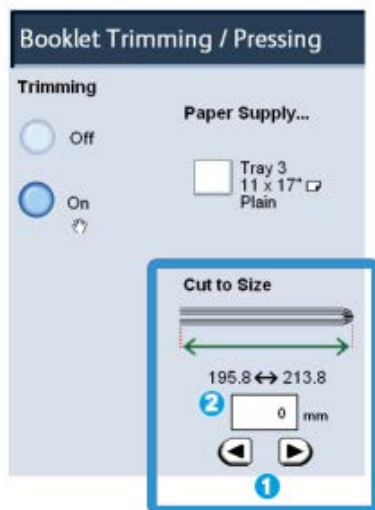 Booklet Trimming / Pressing
Trimming
Off
On
Paper Supply...
Tray 3
11 x 17"
Plain
Cut to Size
195.8 ↔ 213.8
2
0 mm
1